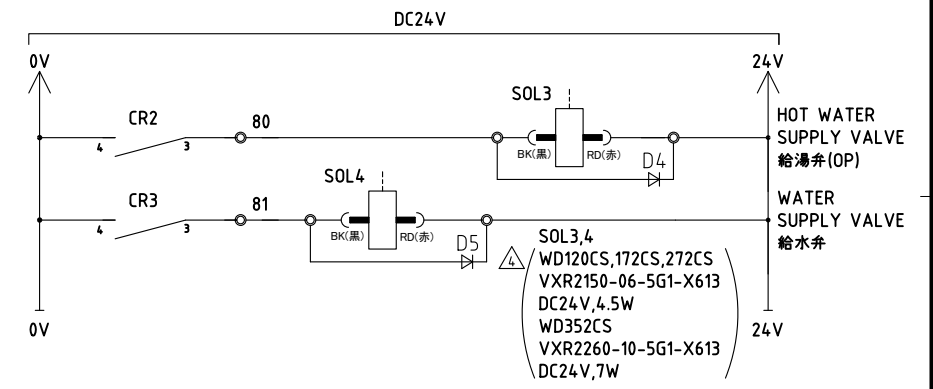 DC24V
0V
24V
CR2
4
3
80
SOL3
BK(黒)
RD(赤)
D4
HOT WATER
SUPPLY VALVE
給湯弁(OP)
CR3
4
3
81
SOL4
BK(黒)
RD(赤)
D5
WATER
SUPPLY VALVE
給水弁
4
SOL3,4
WD120CS,172CS,272CS
VXR2150-06-5G1-X613
DC24V,4.5W
WD352CS
VXR2260-10-5G1-X613
DC24V,7W
0V
24V